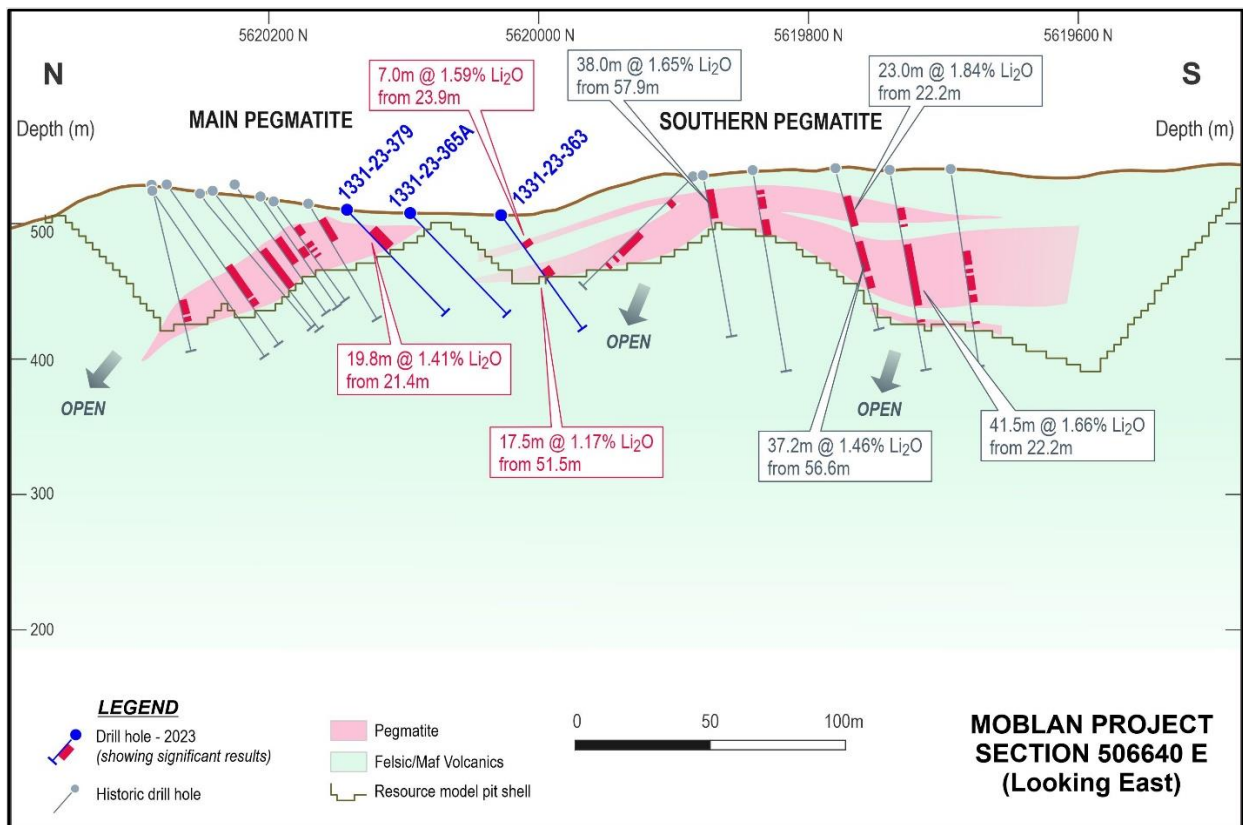 5620200 N
5620000 N
5619800 N
5619600 N
N
S
Depth (m)
Depth (m)
MAIN PEGMATITE
SOUTHERN PEGMATITE
7.0m @ 1.59% Li₂O
from 23.9m
38.0m @ 1.65% Li₂O
from 57.9m
23.0m @ 1.84% Li₂O
from 22.2m
1331-23-379
1331-23-365A
1331-23-363
500
400
300
200
500
400
300
200
19.8m @ 1.41% Li₂O
from 21.4m
17.5m @ 1.17% Li₂O
from 51.5m
37.2m @ 1.46% Li₂O
from 56.6m
41.5m @ 1.66% Li₂O
from 22.2m
OPEN
OPEN
OPEN
LEGEND
Drill hole - 2023
(showing significant results)
Historic drill hole
Pegmatite
Felsic/Maf Volcanics
Resource model pit shell
0
50
100m
MOBLAN PROJECT
SECTION 506640 E
(Looking East)